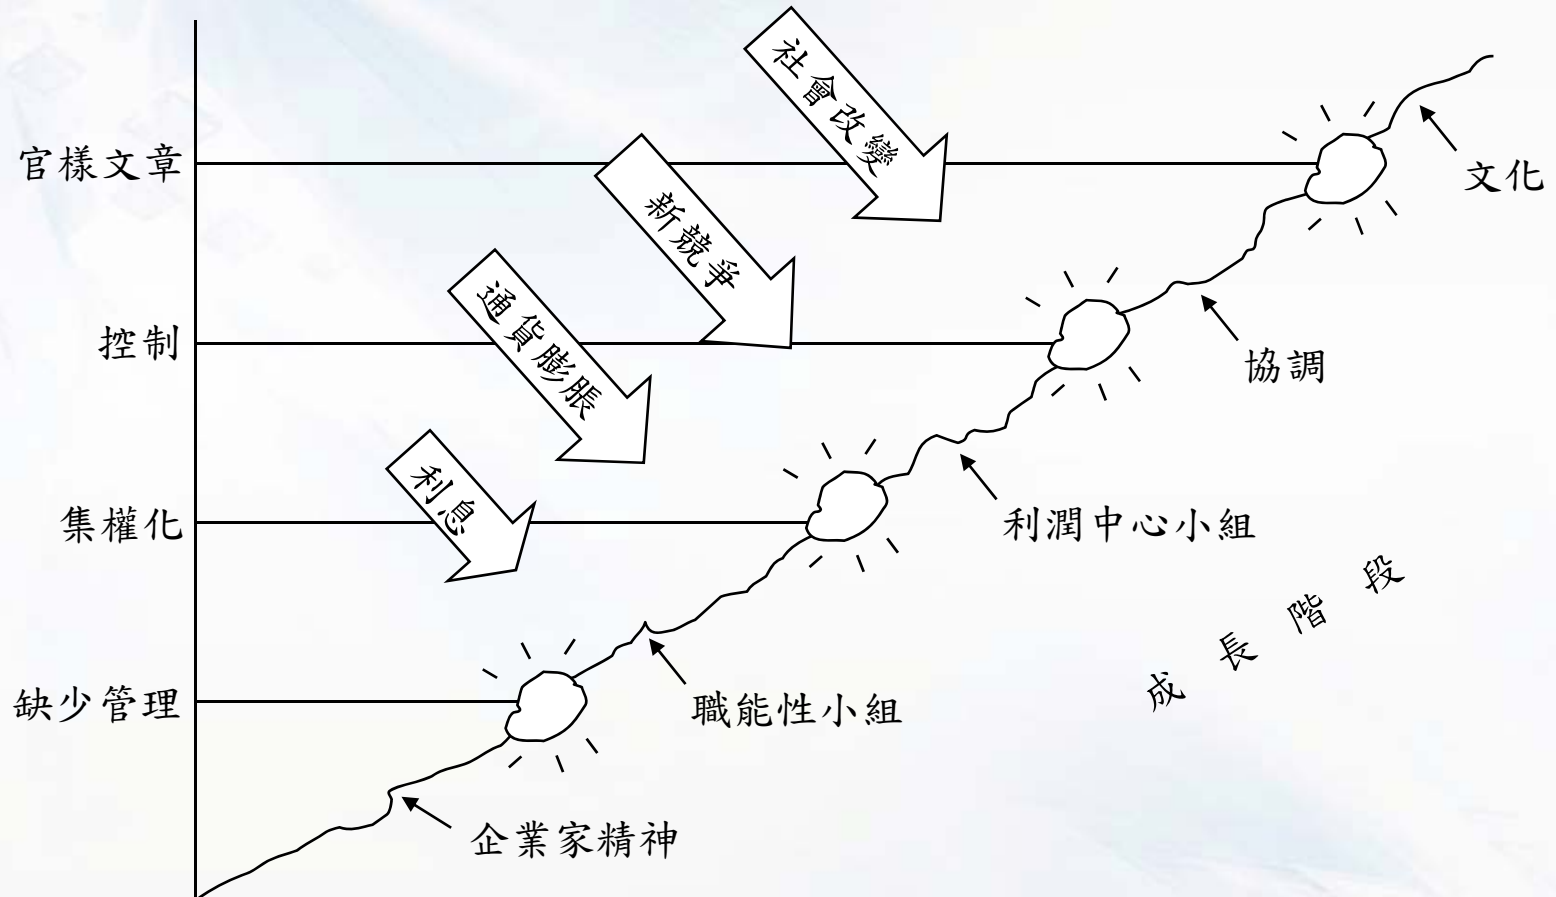 社會改變
官樣文章
文化
新競爭
控制
協調
通貨膨脹
利息
集權化
利潤中心小組
成長階段
缺少管理
職能性小組
企業家精神